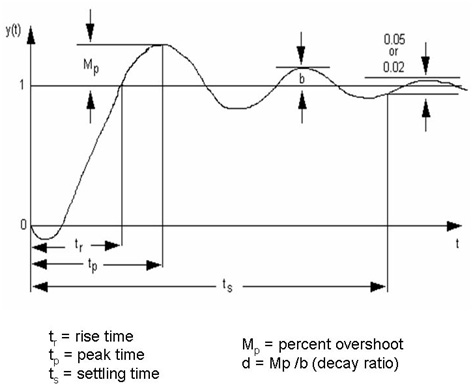 y(t)
0.05
or
0.02
Mp
b
1
0
t
tr
tp
ts
tr = rise time
tp = peak time
ts = settling time
Mp = percent overshoot
d = Mp /b (decay ratio)